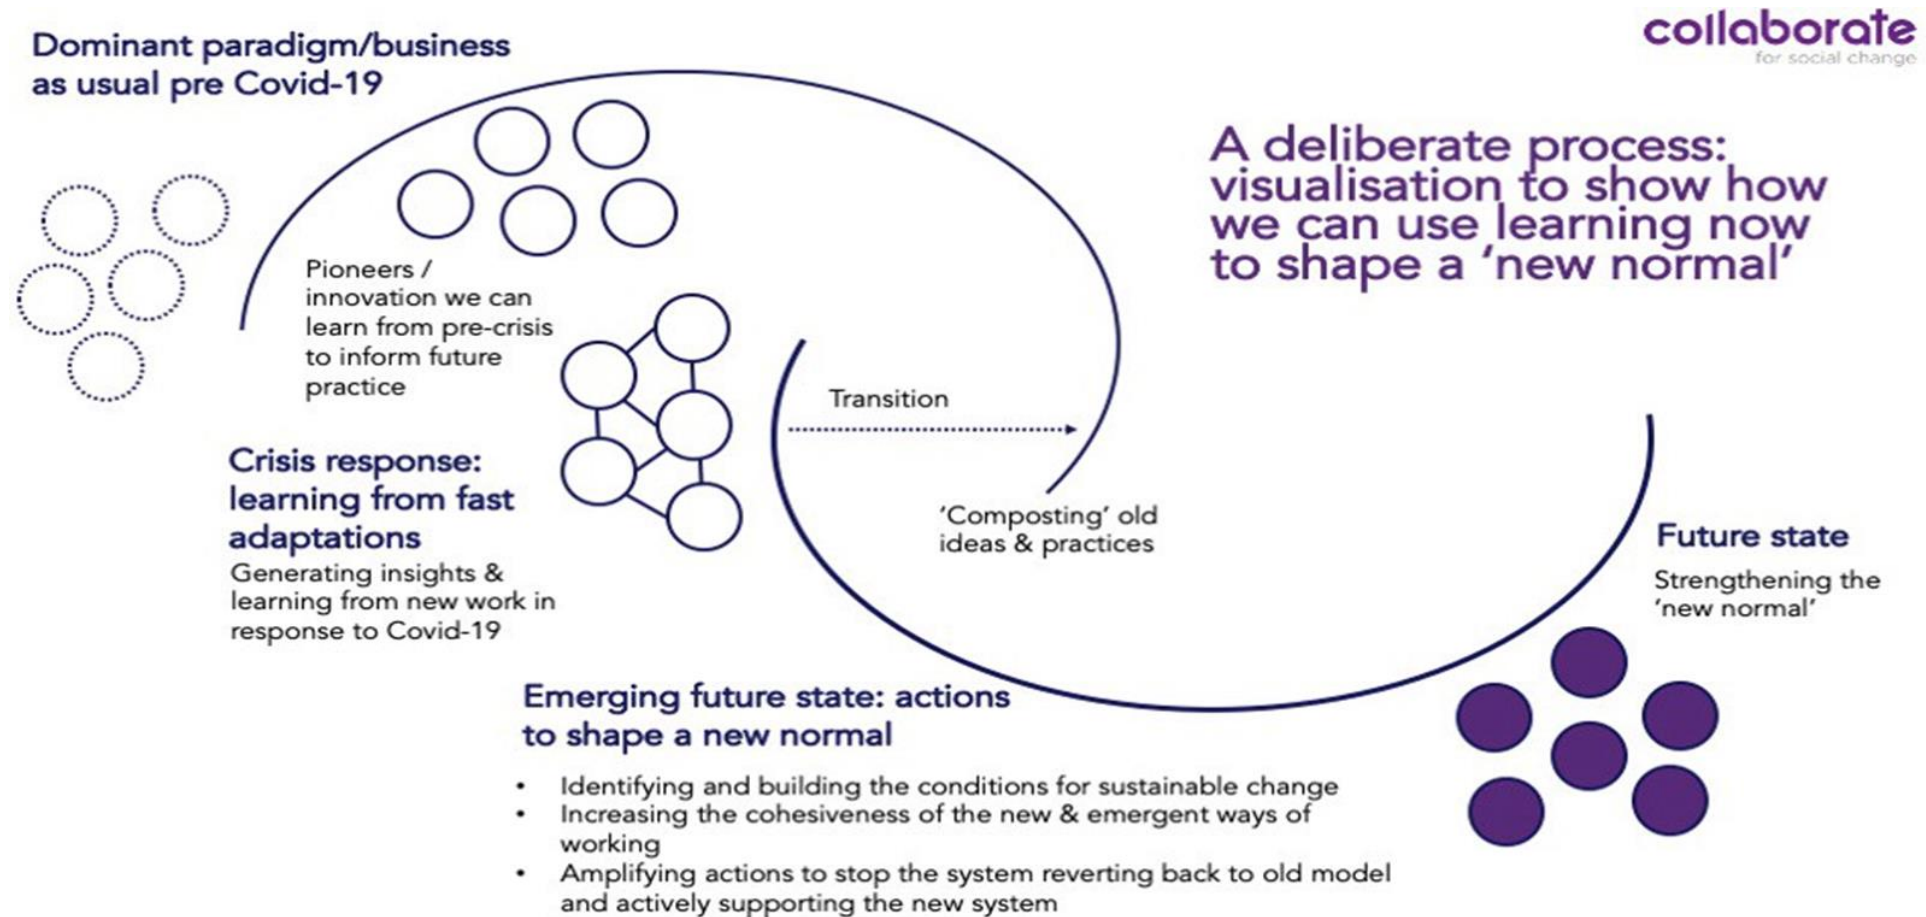 Dominant paradigm/business
as usual pre Covid-19
collaborate
for social change
A deliberate process:
visualisation to show how
we can use learning now
to shape a ‘new normal’
Pioneers /
innovation we can
learn from pre-crisis
to inform future
practice
Transition
Crisis response:
learning from fast
adaptations
Generating insights &
learning from new work in
response to Covid-19
‘Composting’ old
ideas & practices
Future state
Strengthening the
‘new normal’
Emerging future state: actions
to shape a new normal
• Identifying and building the conditions for sustainable change
• Increasing the cohesiveness of the new & emergent ways of
working
• Amplifying actions to stop the system reverting back to old model
and actively supporting the new system